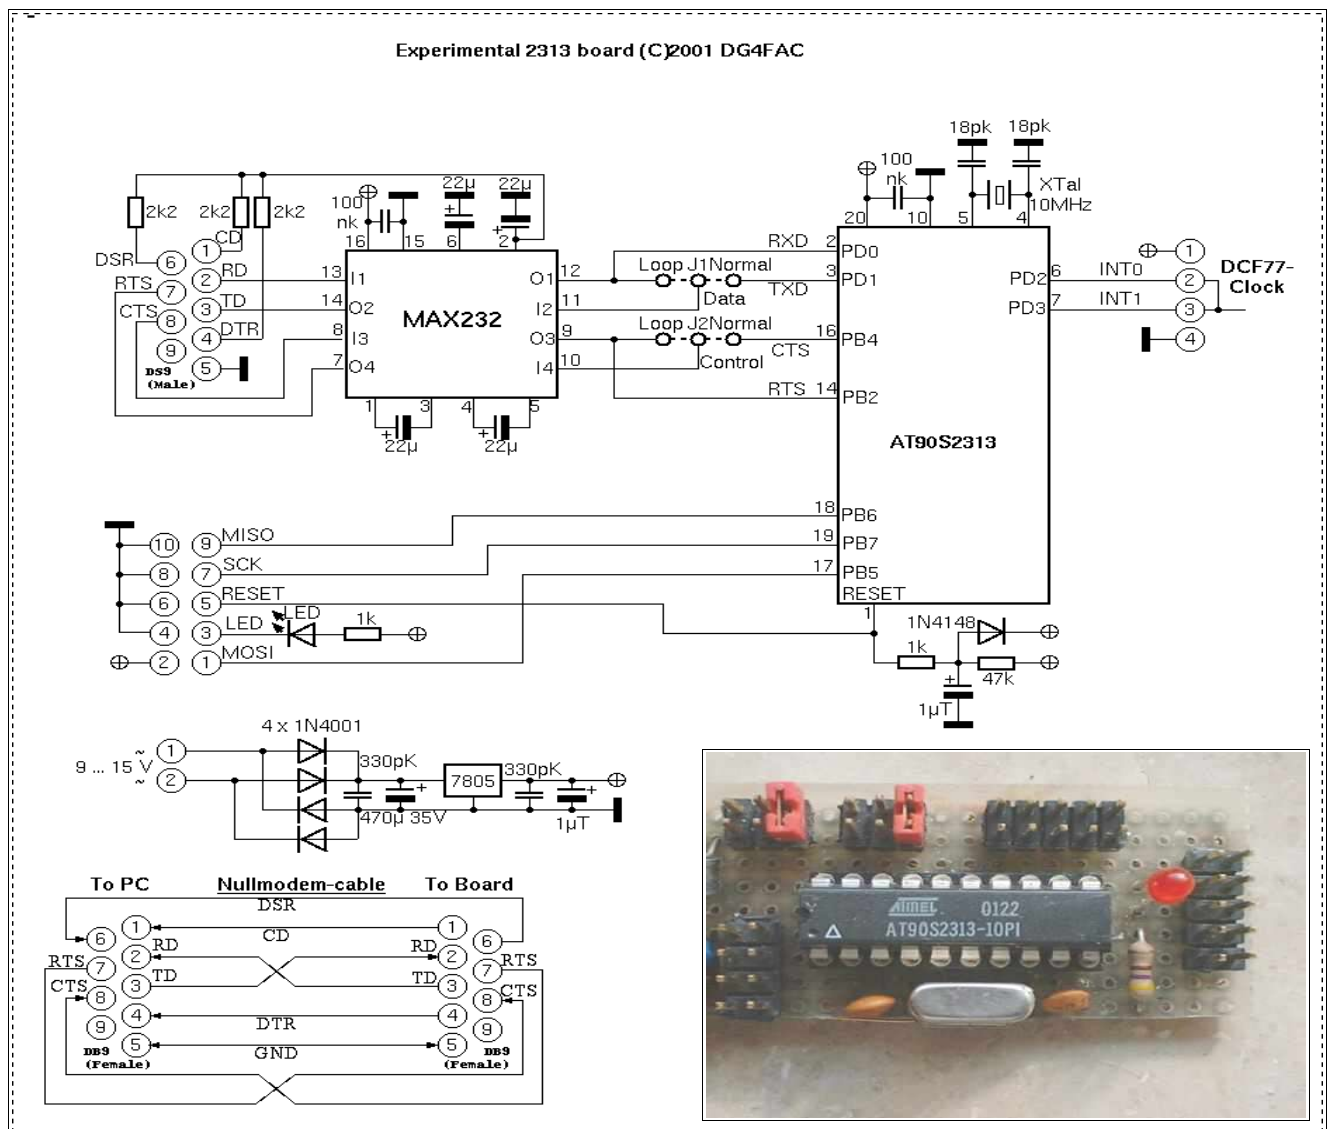 Experimental 2313 board (C)2001 DG4FAC
18pk 18pk
100
nk
XTal
10MHz
20 10 5 4
22µ 22µ
100
nk
2k2 2k2 2k2
16 15 6 2
CD
DSR 6 1
RTS 7 2 RD
CTS 8 3 TD
9 4 DTR
DS9
(Male)
5
13 I1
14 O2
8 I3
7 O4
MAX232
O1 12
I2 11
O3 9
I4 10
1 3 4 5
22µ 22µ
Loop J1Normal
Data
Loop J2Normal
Control
RXD 2 PD0
TXD 3 PD1
CTS 16 PB4
RTS 14 PB2
AT90S2313
PD2 6 INT0
PD3 7 INT1
1
2
3
4
DCF77-
Clock
18 PB6
19 PB7
17 PB5
RESET
1
10 9 MISO
8 7 SCK
6 5 RESET
4 3 LED
2 1 MOSI
LED
1k
1N4148
1k
47k
1µT
4 x 1N4001
9 ... 15 V
~ 1
~ 2
330pK
7805
330pK
470µ 35V
1µT
To PC Nullmodem-cable To Board
DSR
CD
RD RD
RTS RTS
TD TD
CTS CTS
DTR
GND
1 6 2 7 3 8 4 9 5
1 6 2 7 3 8 4 9 5
DB9
(Female)
DB9
(Female)
ATMEL 0122
AT90S2313-10PI